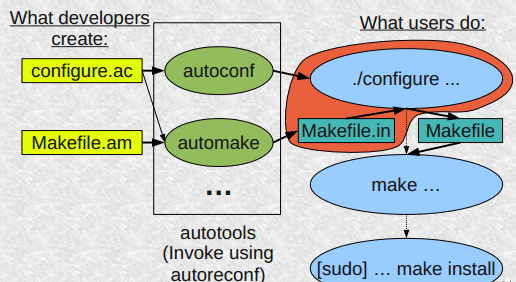 What developers
create:
What users do:
configure.ac
autoconf
./configure ...
Makefile.in
Makefile
Makefile.am
automake
...
make ...
autotools
(Invoke using
autoreconf)
[sudo] ... make install